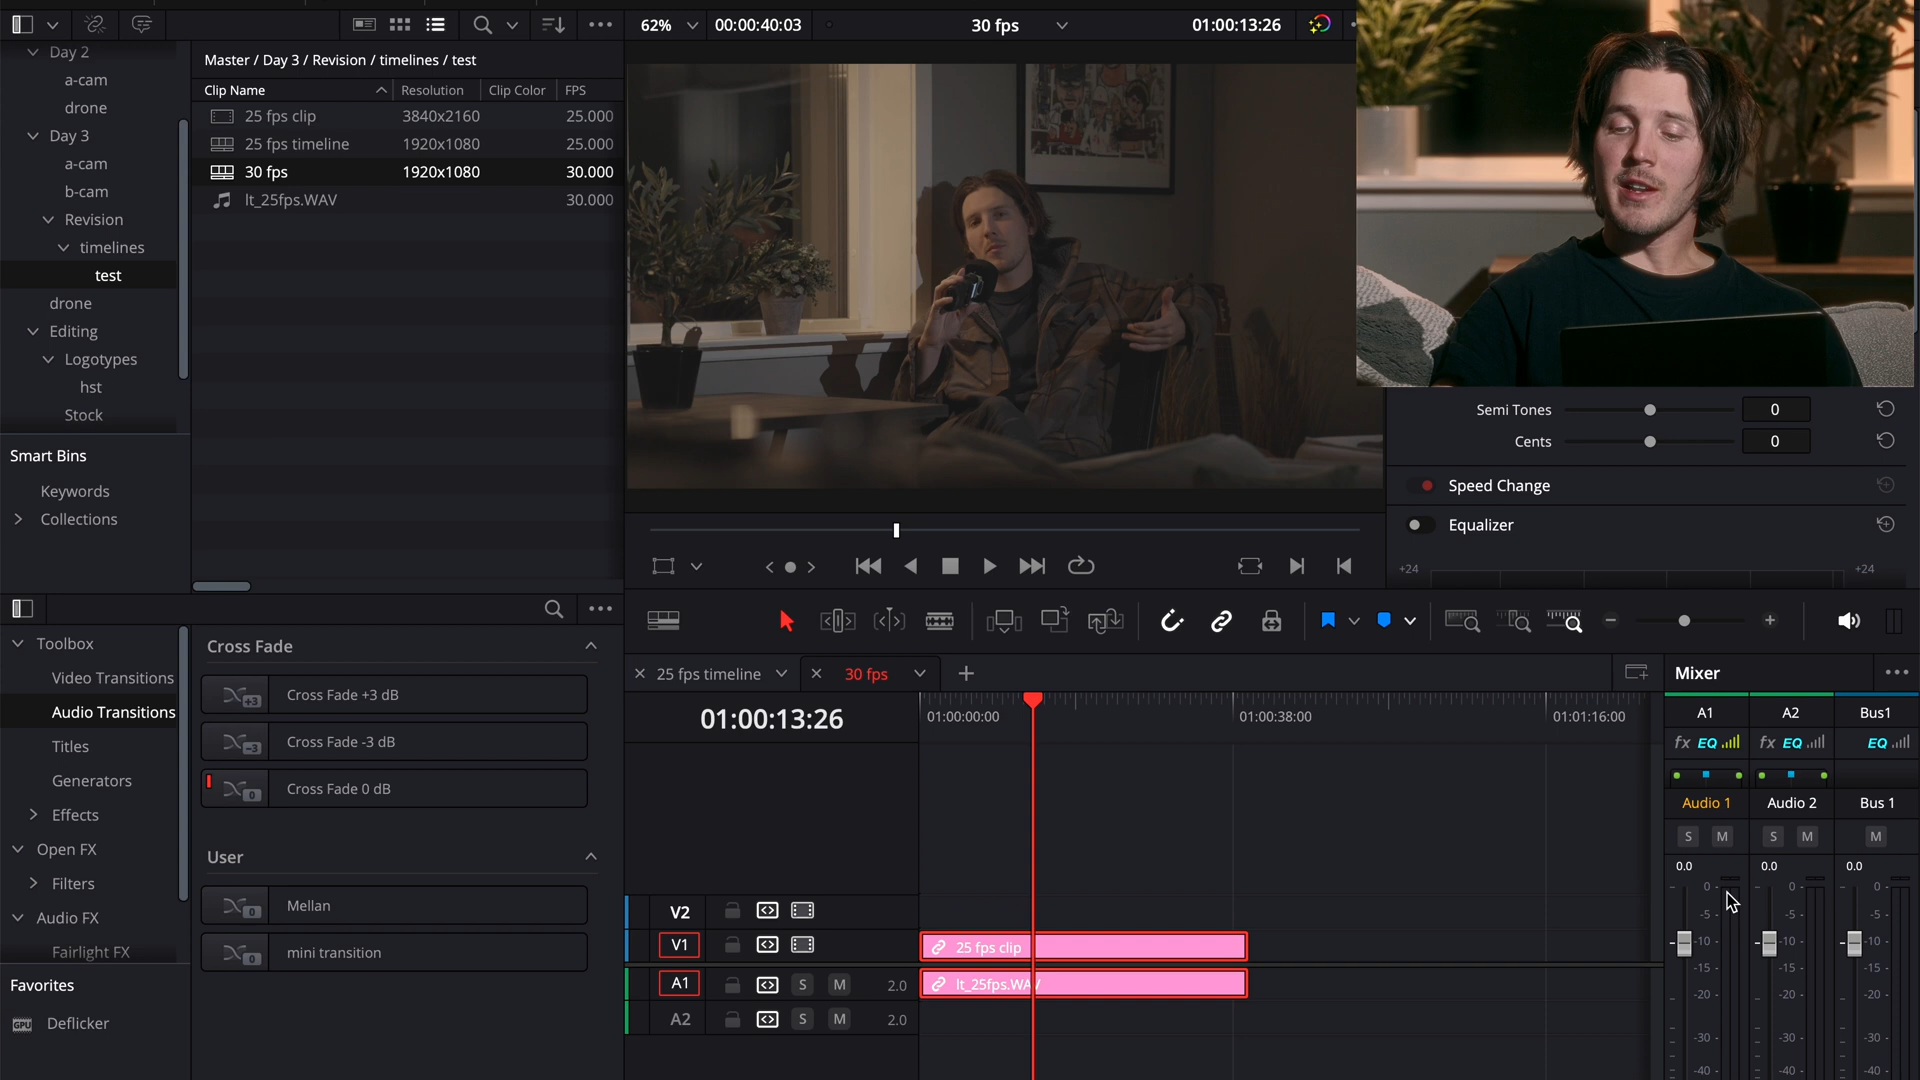 62%
00:00:40:03
30 fps
01:00:13:26
Day 2
a-cam
drone
Day 3
a-cam
b-cam
Revision
timelines
test
drone
Editing
Logotypes
hst
Stock
Smart Bins
Keywords
Collections
Master / Day 3 / Revision / timelines / test
Clip Name
Resolution
Clip Color
FPS
25 fps clip 3840x2160 25.000
25 fps timeline 1920x1080 25.000
30 fps 1920x1080 30.000
lt_25fps.WAV 30.000
Semi Tones 0
Cents 0
Speed Change
Equalizer
+24 +24
Toolbox
Video Transitions
Audio Transitions
Titles
Generators
Effects
Open FX
Filters
Audio FX
Fairlight FX
Favorites
GPU Deflicker
Cross Fade
+3 Cross Fade +3 dB
-3 Cross Fade -3 dB
0 Cross Fade 0 dB
User
0 Mellan
0 mini transition
25 fps timeline
30 fps
01:00:13:26
01:00:00:00
01:00:38:00
01:01:16:00
V2
V1
A1 S M 2.0
A2 S M 2.0
25 fps clip
lt_25fps.WAV
Mixer
A1 A2 Bus1
fx EQ fx EQ EQ
Audio 1 Audio 2 Bus 1
S M S M M
0.0 0.0 0.0
0 0 0
-5 -5 -5
-10 -10 -10
-15 -15 -15
-20 -20 -20
-30 -30 -30
-40 -40 -40